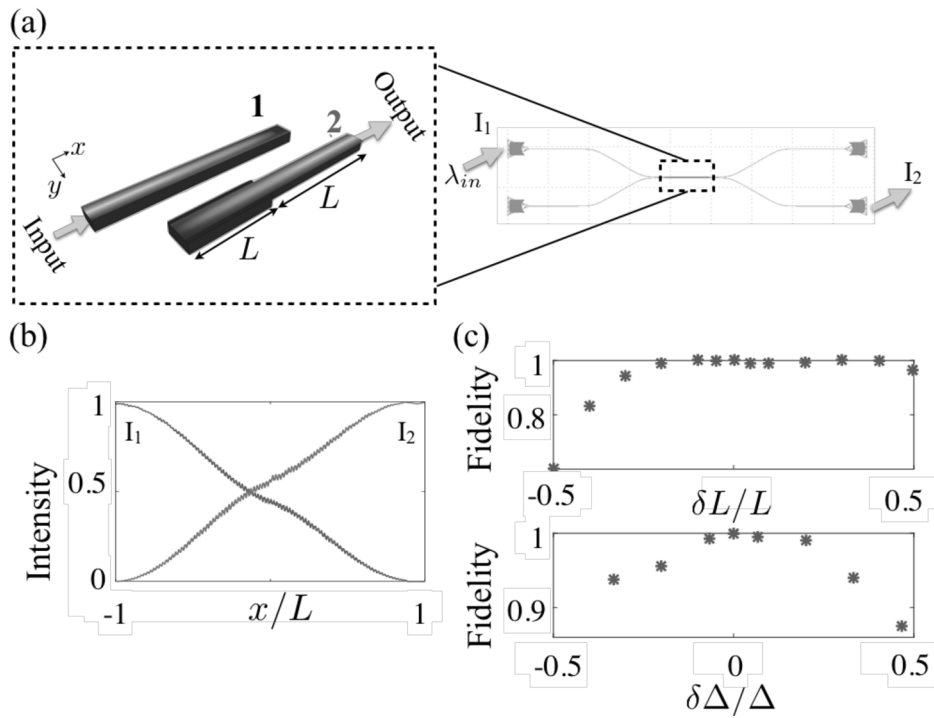 (a)
1
2
Output
x
y
Input
L
L
I₁
λin
I₂
(b)
Intensity
1
0.5
0
I₁
I₂
-1
x/L
1
(c)
Fidelity
1
0.8
-0.5
δL/L
0.5
Fidelity
1
0.9
-0.5
0
0.5
δΔ/Δ